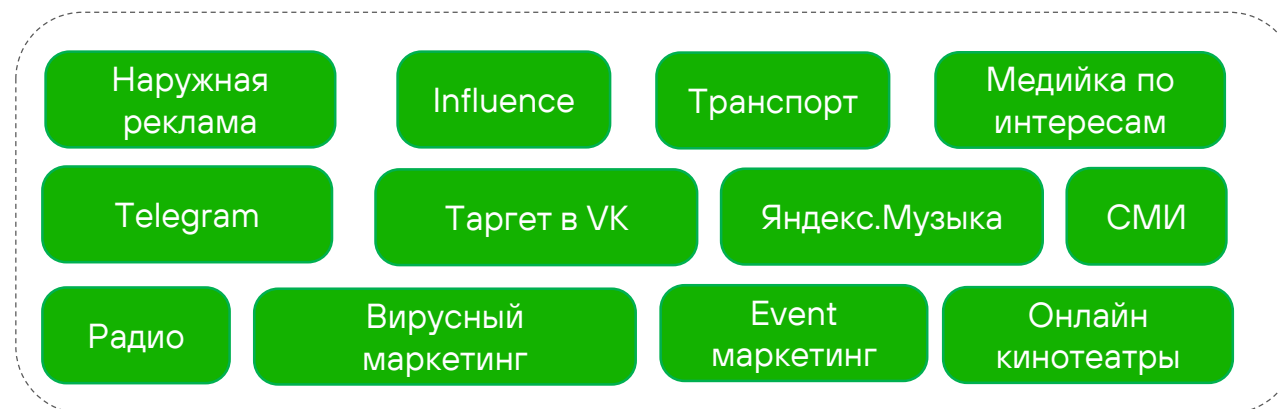 Наружная
реклама
Influence
Транспорт
Медийка по
интересам
Telegram
Таргет в VK
Яндекс.Музыка
СМИ
Радио
Вирусный
маркетинг
Event
маркетинг
Онлайн
кинотеатры